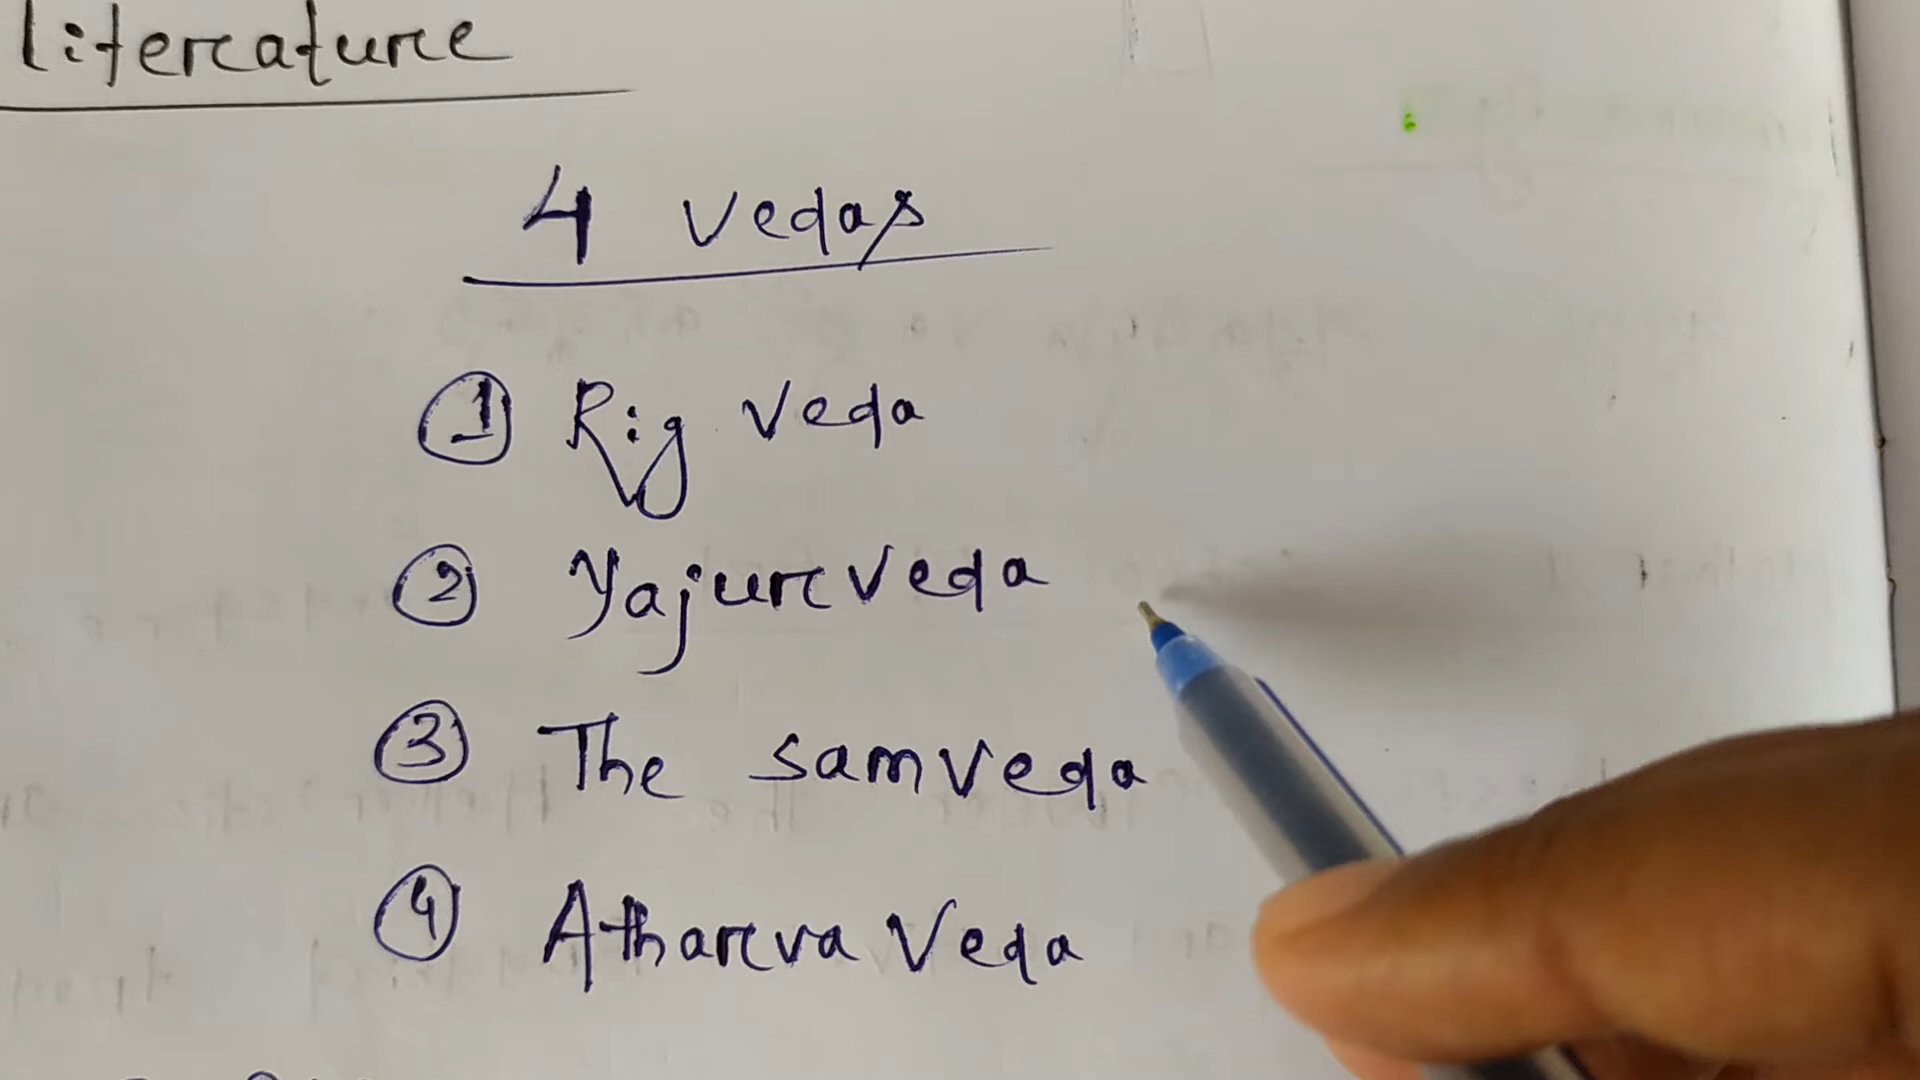 literature
4 Vedas
① Rig Veda
② Yajurveda
③ The samveda
④ Atharva Veda